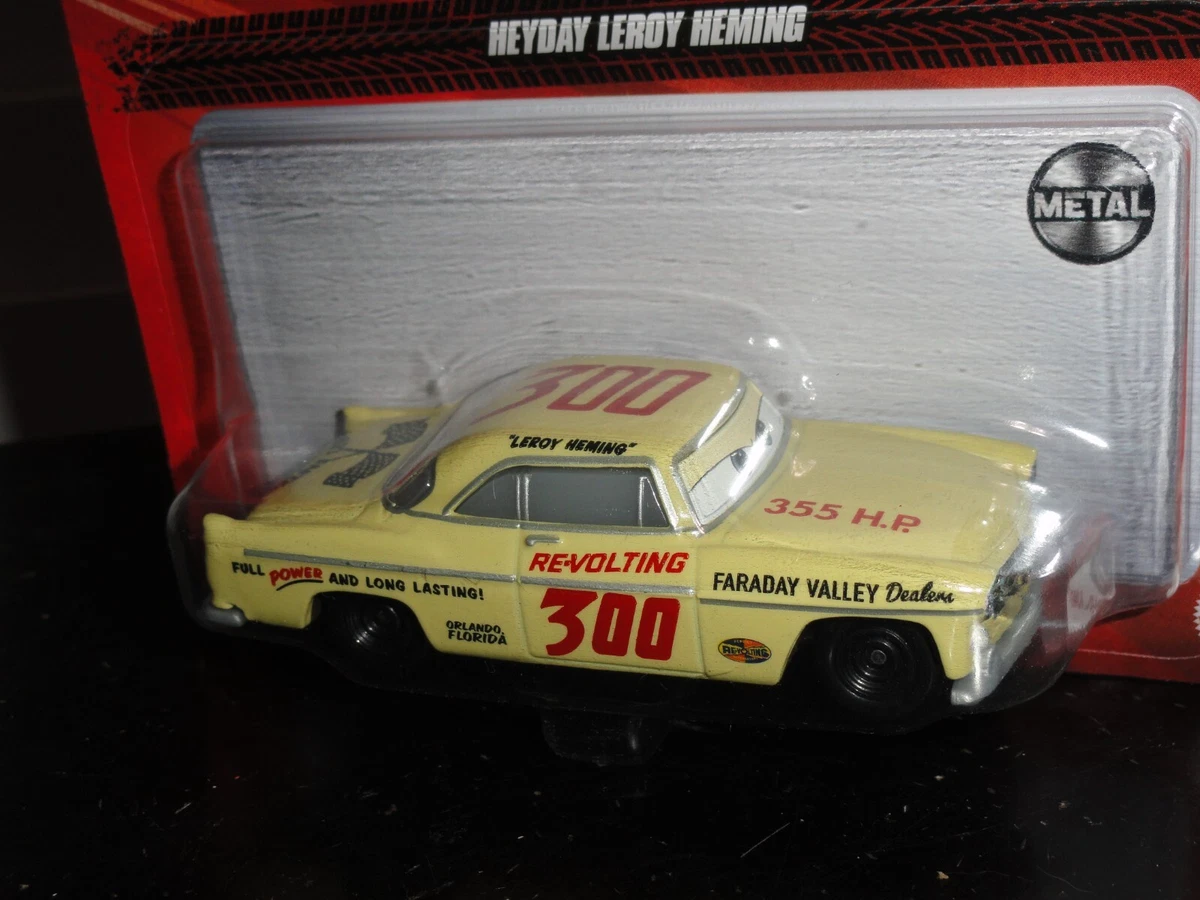 HEYDAY LEROY HEMING
METAL
300
"LEROY HEMING"
355 H.P.
RE-VOLTING
FULL POWER AND LONG LASTING!
FARADAY VALLEY Dealers
300
ORLANDO,
FLORIDA
RE-VOLTING